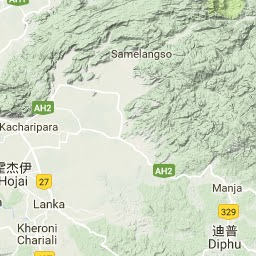 Samelangso
AH2
Kacharipara
霍杰伊
Hojai
27
AH2
Manja
Lanka
329
Kheroni
Chariali
迪普
Diphu